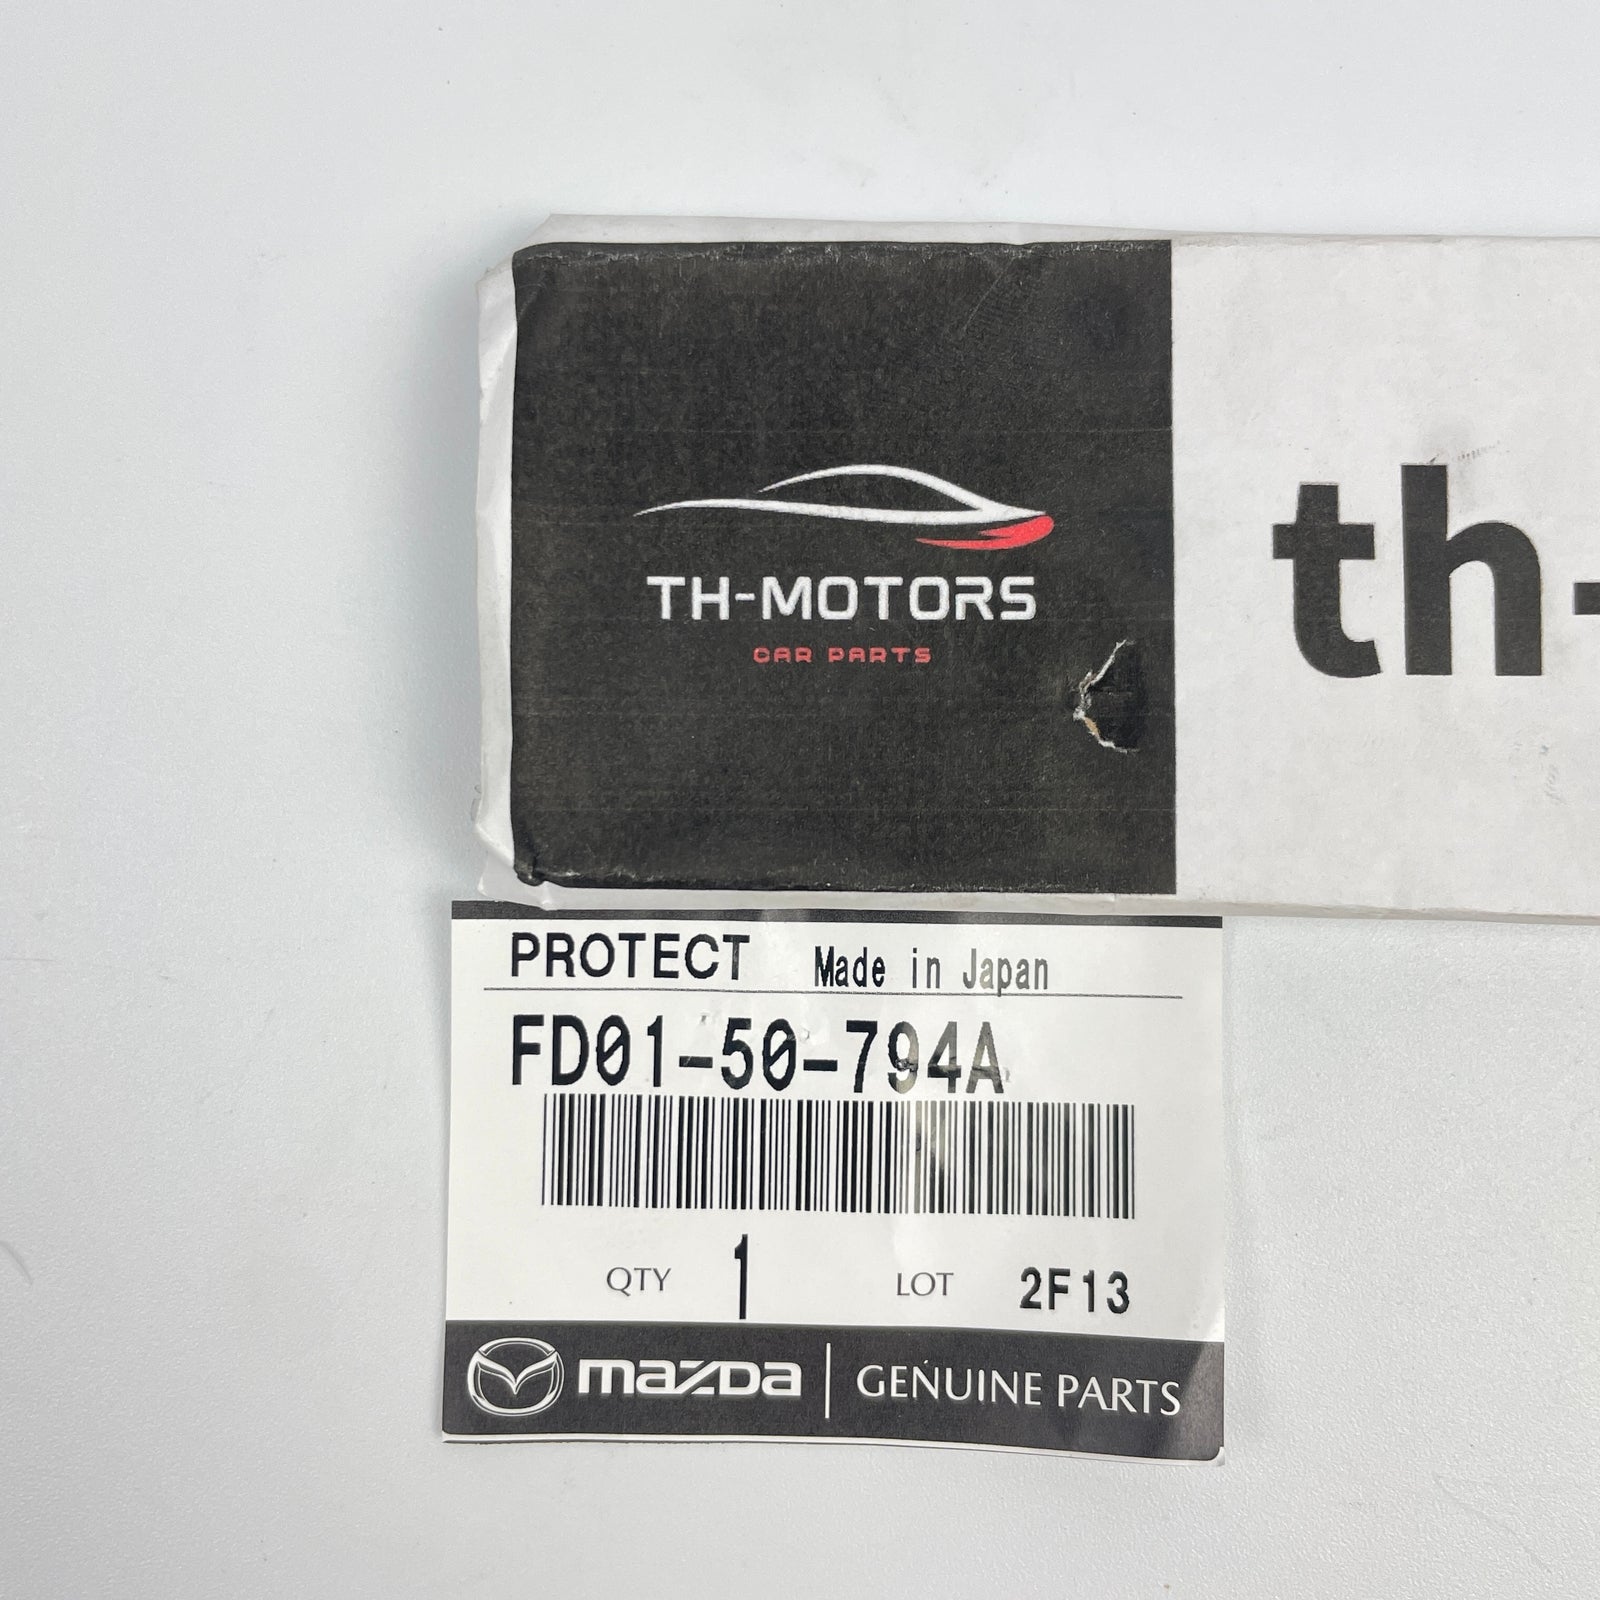 TH-MOTORS
CAR PARTS
th-
PROTECT Made in Japan
FD01-50-794A
QTY 1 LOT 2F13
mazda GENUINE PARTS